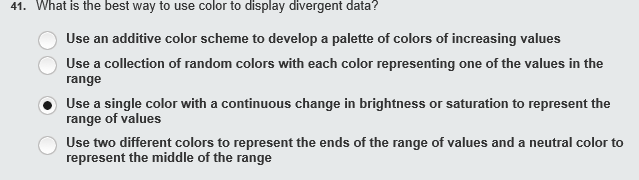 41. What is the best way to use color to display divergent data?
Use an additive color scheme to develop a palette of colors of increasing values
Use a collection of random colors with each color representing one of the values in the
range
Use a single color with a continuous change in brightness or saturation to represent the
range of values
Use two different colors to represent the ends of the range of values and a neutral color to
represent the middle of the range